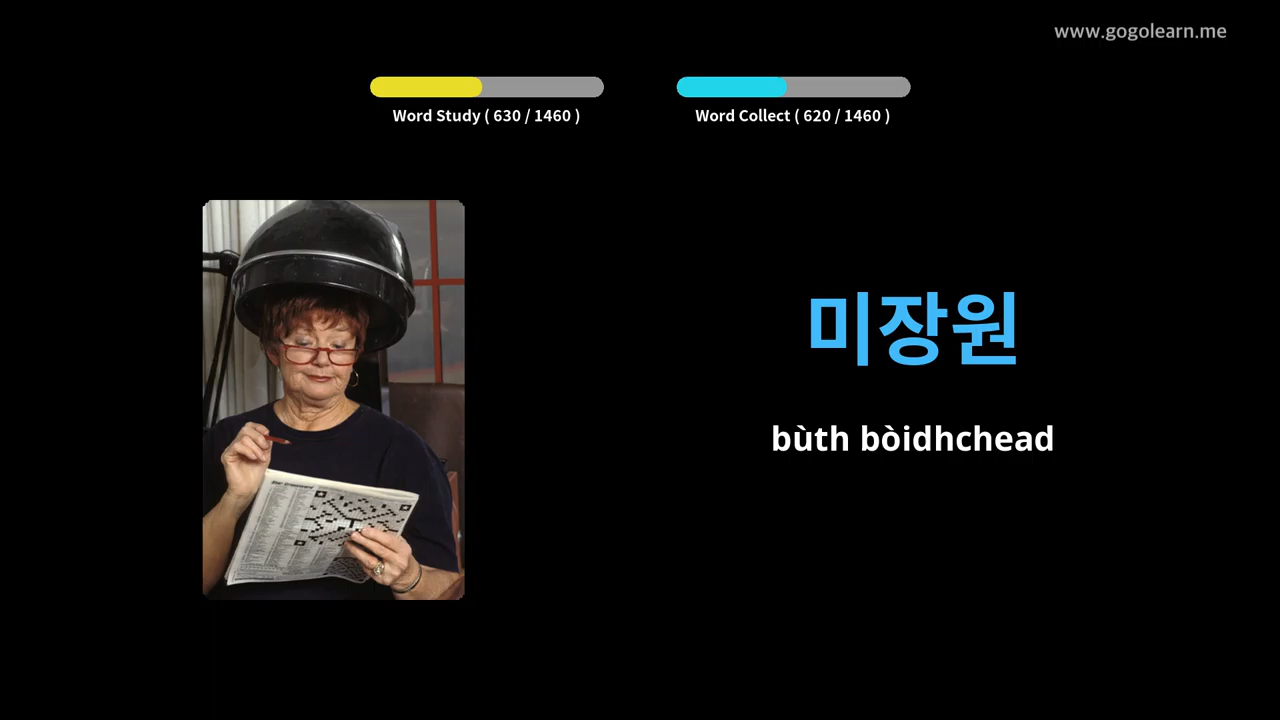 www.gogolearn.me
Word Study ( 630 / 1460 )
Word Collect ( 620 / 1460 )
미장원
bùth bòidhchead